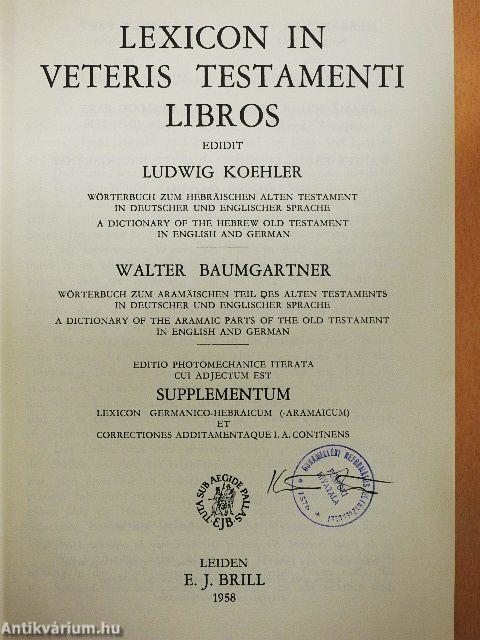 LEXICON IN
VETERIS TESTAMENTI
LIBROS
EDIDIT
LUDWIG KOEHLER
WÖRTERBUCH ZUM HEBRÄISCHEN ALTEN TESTAMENT
IN DEUTSCHER UND ENGLISCHER SPRACHE
A DICTIONARY OF THE HEBREW OLD TESTAMENT
IN ENGLISH AND GERMAN
WALTER BAUMGARTNER
WÖRTERBUCH ZUM ARAMÄISCHEN TEIL DES ALTEN TESTAMENTS
IN DEUTSCHER UND ENGLISCHER SPRACHE
A DICTIONARY OF THE ARAMAIC PARTS OF THE OLD TESTAMENT
IN ENGLISH AND GERMAN
EDITIO PHOTOMECHANICE ITERATA
CUI ADJECTUM EST
SUPPLEMENTUM
LEXICON GERMANICO-HEBRAICUM (-ARAMAICUM)
ET
CORRECTIONES ADDITAMENTAQUE I. A. CONTINENS
TUTA SUB AEGIDE PALLAS
EJB
DUNAMELLÉKI REFORMÁTUS
PÜSPÖKI
HIVATALA
LEIDEN
E. J. BRILL
1958
Antikvárium.hu